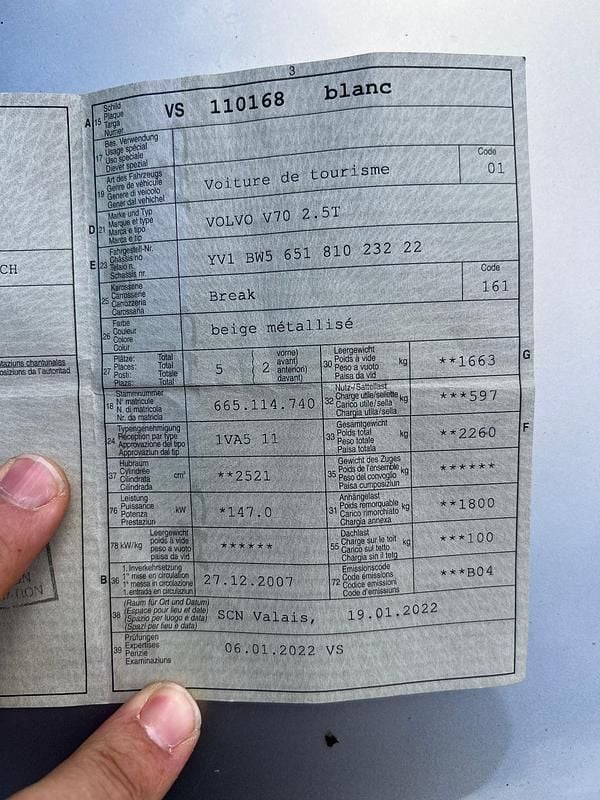 3
A 15 Schild
Plaque
Targa
Numer
VS 110168 blanc
17 Bes. Verwendung
Usage spécial
Uso speciale
Diever spezial
19 Art des Fahrzeugs
Genre de véhicule
Genere di veicolo
Gener dal vehichel
Voiture de tourisme
Code
01
D 21 Marke und Typ
Marque et type
Marca e tipo
Marca e tip
VOLVO V70 2.5T
E 23 Fahrgestell-Nr.
Châssis no
Telaio n.
Schassis nr.
YV1 BW5 651 810 232 22
25 Karosserie
Carrosserie
Carrozzeria
Carossaria
Break
Code
161
26 Farbe
Couleur
Colore
Colur
beige métallisé
27 Plätze: Total
Places: Total
Posti: Totale
Plazs: Total
5 ( 2 vorne)
avant)
anteriori)
davant)
30 Leergewicht
Poids à vide
Peso a vuoto
Paisa da vid
kg
**1663
G
18 Stammnummer
N° matricule
N. di matricola
Nr. da matricla
665.114.740
32 Nutz-/Sattellast
Charge utile/sellette
Carico utile/sella
Chargia utila/sella
kg
***597
24 Typengenehmigung
Réception par type
Approvazione del tipo
Approvaziun dal tip
1VA5 11
33 Gesamtgewicht
Poids total
Peso totale
Paisa totala
kg
**2260
F
37 Hubraum
Cylindrée
Cilindrata
Cilindrada
cm³
**2521
35 Gewicht des Zuges
Poids de l'ensemble
Peso del convoglio
Paisa cumposiziun
kg
******
76 Leistung
Puissance
Potenza
Prestaziun
kW
*147.0
31 Anhängelast
Poids remorquable
Carico rimorchiato
Chargia annexa
kg
**1800
78 kW/kg Leergewicht
poids à vide
peso a vuoto
paisa da vid
******
55 Dachlast
Charge sur le toit
Carico sul tetto
Chargia sin il tetg
kg
***100
B 36 1. Inverkehrsetzung
1re mise en circulation
1a messa in circolazione
1. entrada en circulaziun
27.12.2007
72 Emissionscode
Code émissions
Codice emissioni
Code d'emissiuns
***B04
38 (Raum für Ort und Datum)
(Espace pour lieu et date)
(Spazio per luogo e data)
(Spazi per lieu e data)
SCN Valais, 19.01.2022
39 Prüfungen
Expertises
Perizie
Examinaziuns
06.01.2022 VS
CH